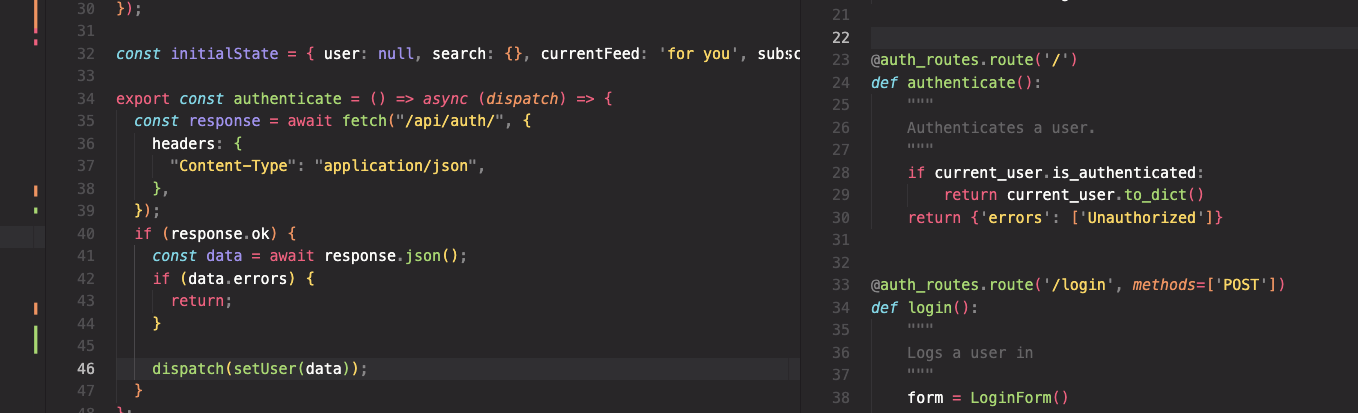 30 });
31
32 const initialState = { user: null, search: {}, currentFeed: 'for you', subsc
33
34 export const authenticate = () => async (dispatch) => {
35 const response = await fetch("/api/auth/", {
36 headers: {
37 "Content-Type": "application/json",
38 },
39 });
40 if (response.ok) {
41 const data = await response.json();
42 if (data.errors) {
43 return;
44 }
45
46 dispatch(setUser(data));
47 }
48 };
21
22
23 @auth_routes.route('/')
24 def authenticate():
25 """
26 Authenticates a user.
27 """
28 if current_user.is_authenticated:
29 return current_user.to_dict()
30 return {'errors': ['Unauthorized']}
31
32
33 @auth_routes.route('/login', methods=['POST'])
34 def login():
35 """
36 Logs a user in
37 """
38 form = LoginForm()